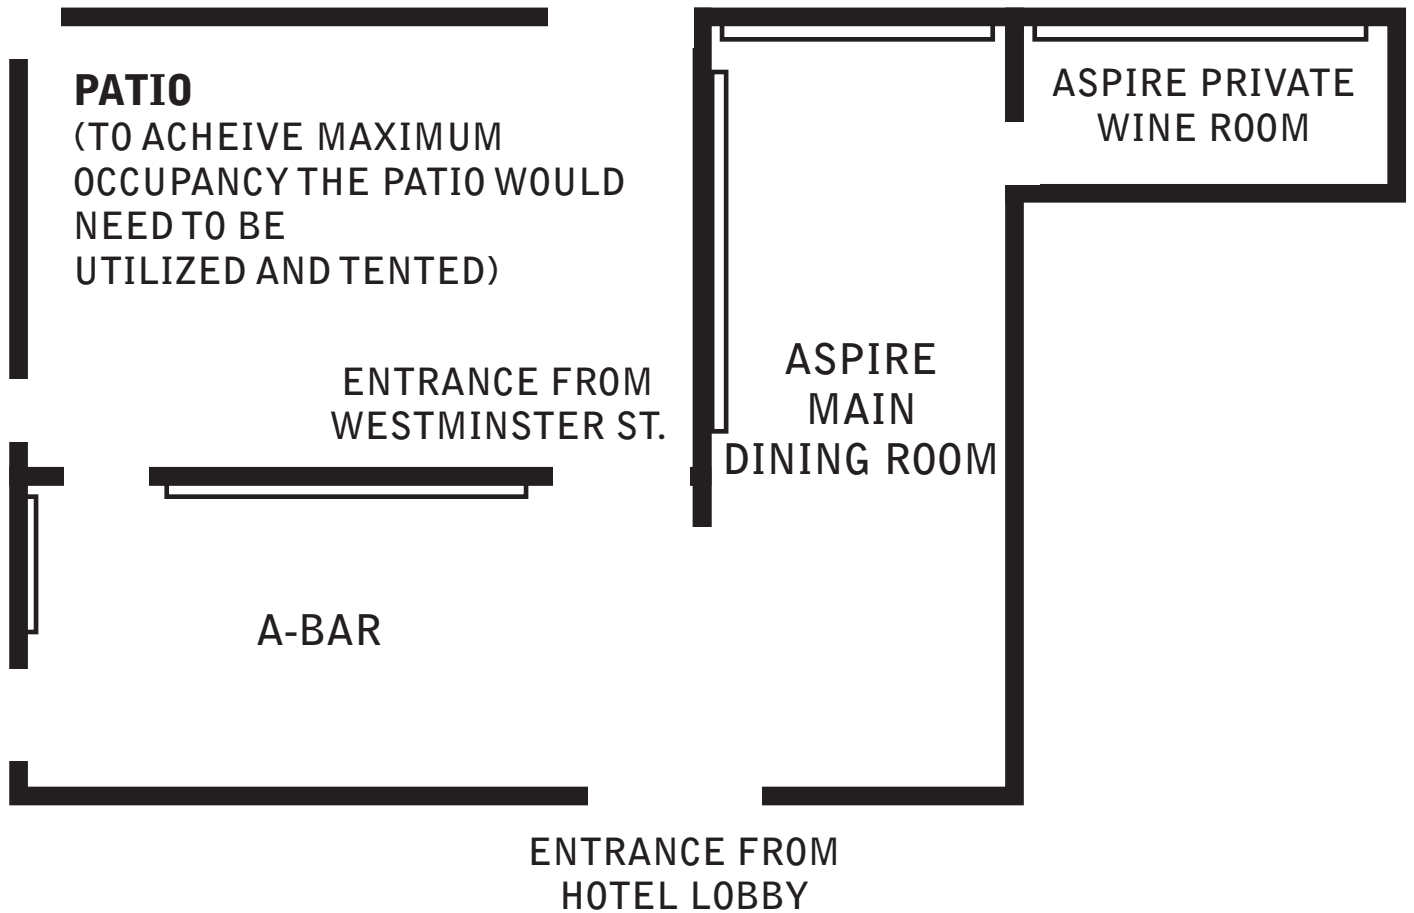 PATIO
(TO ACHEIVE MAXIMUM
OCCUPANCY THE PATIO WOULD
NEED TO BE
UTILIZED AND TENTED)
ASPIRE PRIVATE
WINE ROOM
ENTRANCE FROM
WESTMINSTER ST.
ASPIRE
MAIN
DINING ROOM
A-BAR
ENTRANCE FROM
HOTEL LOBBY